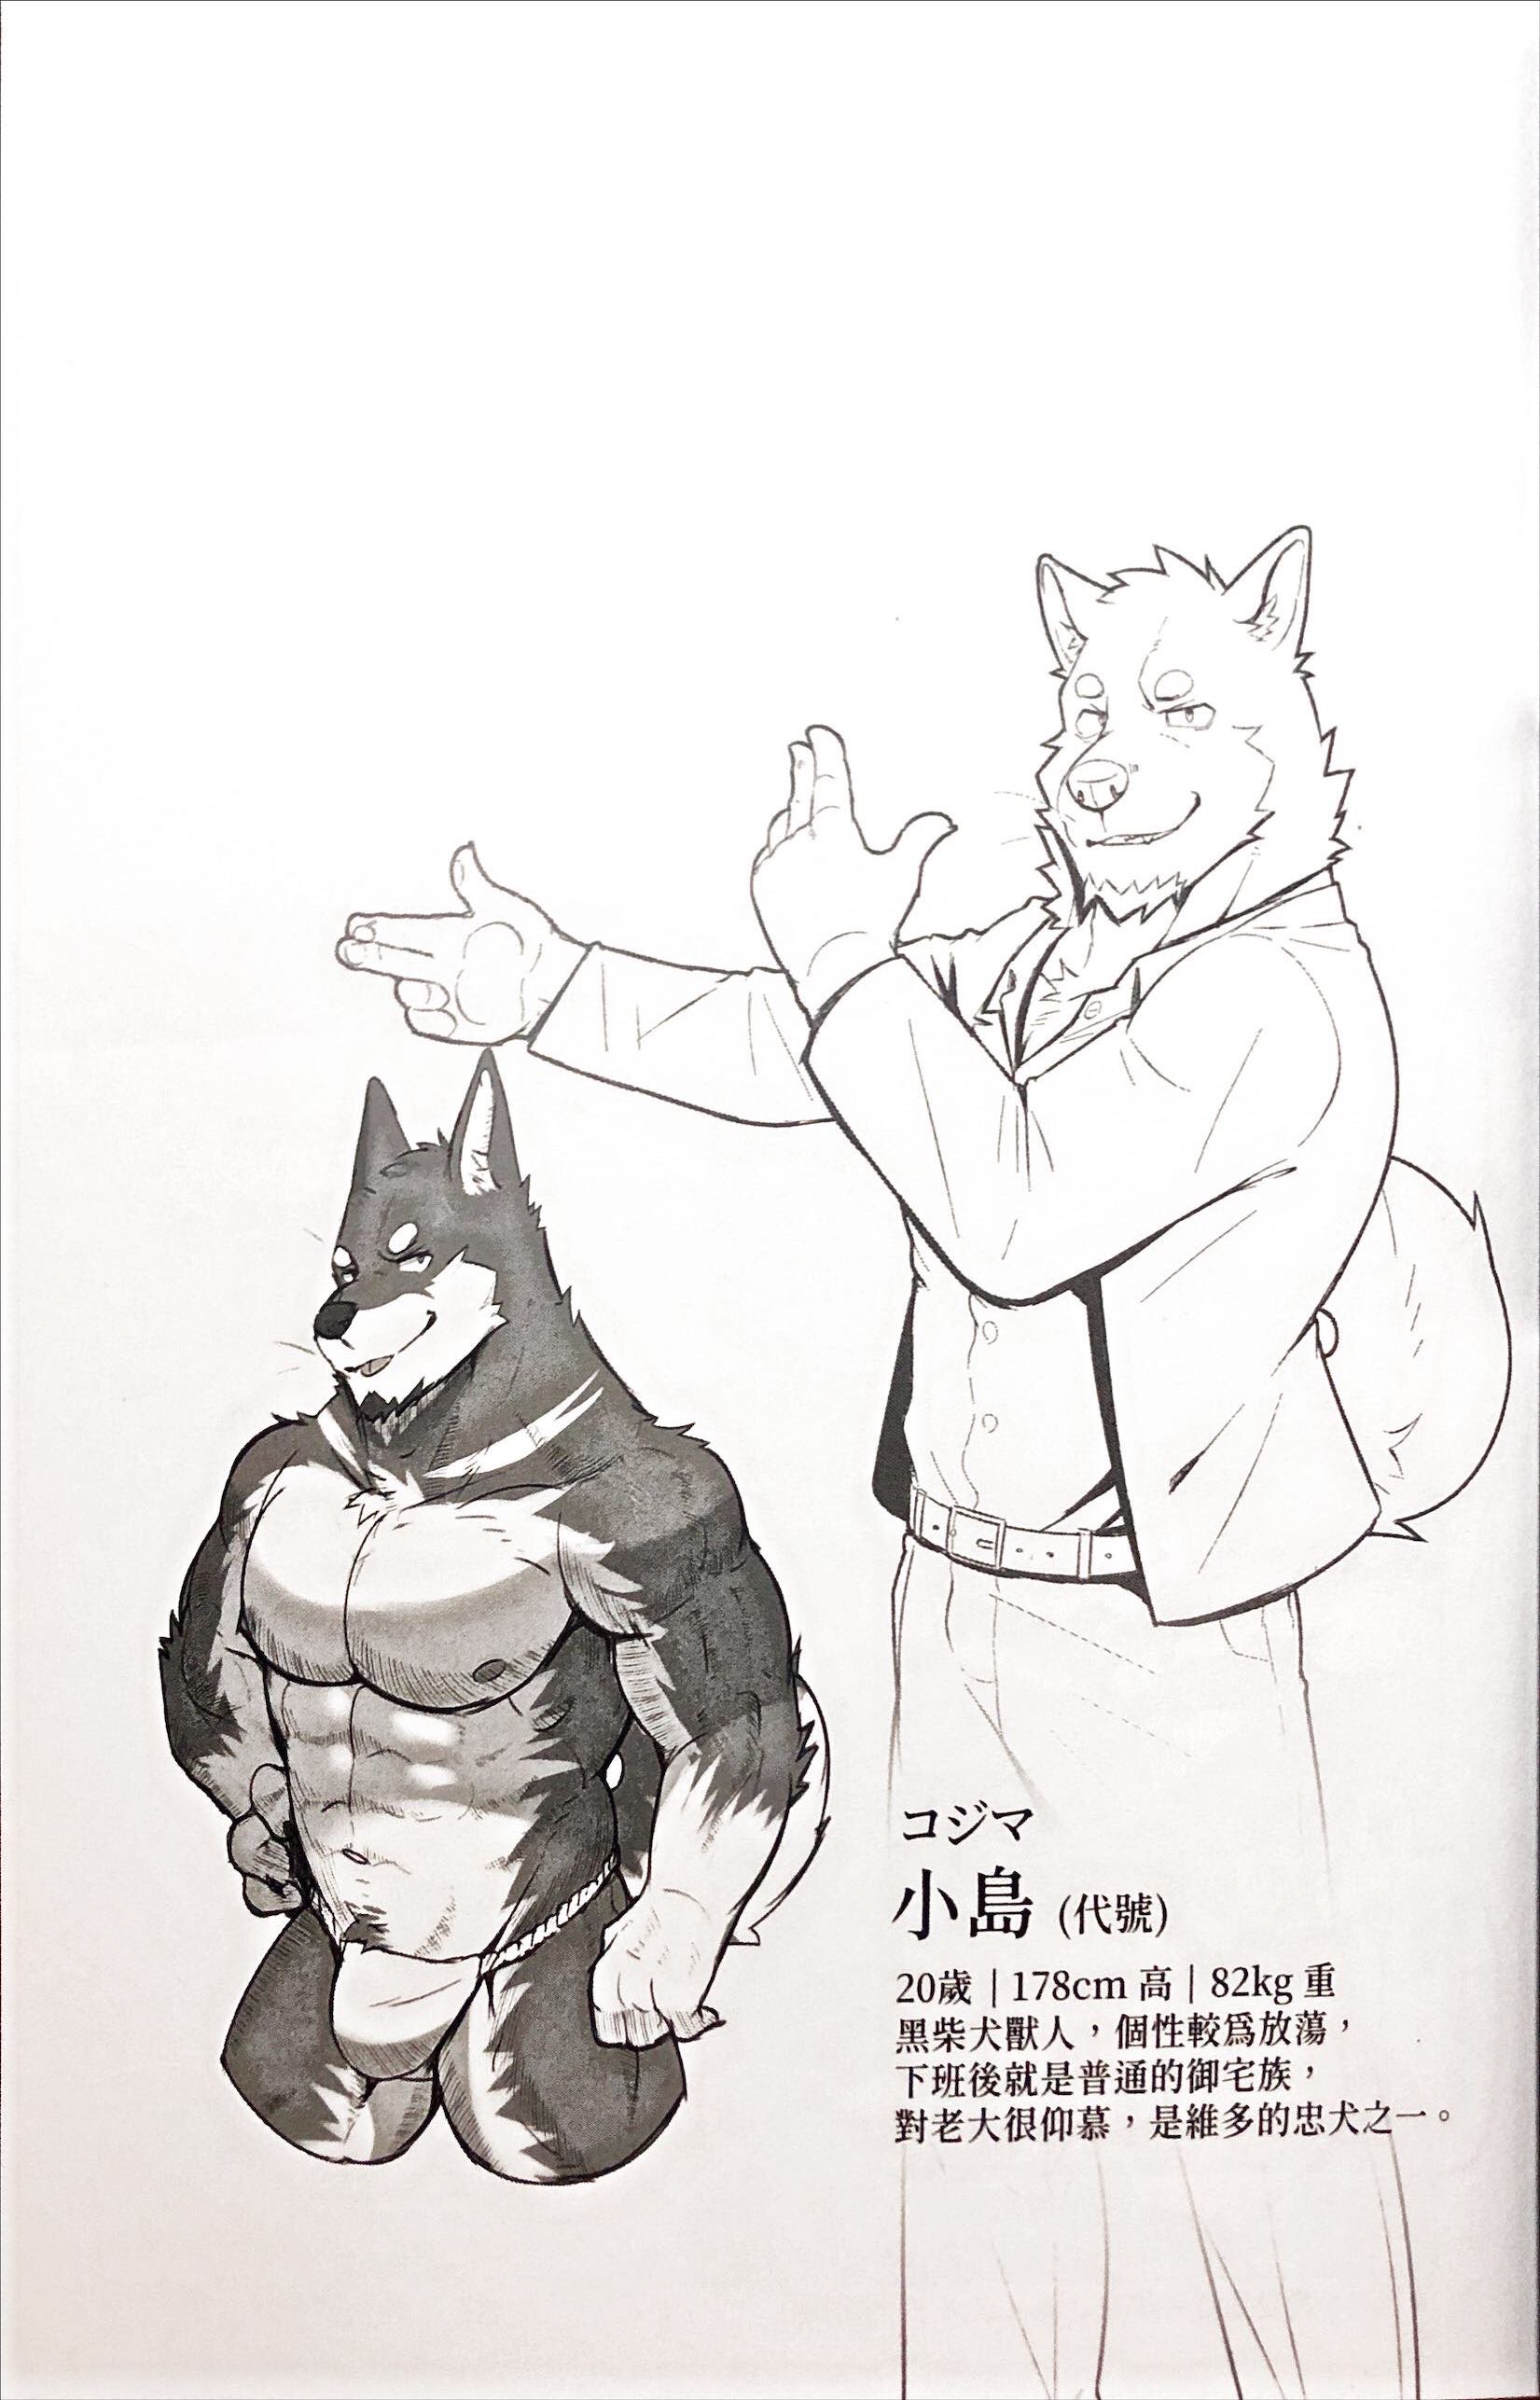 コジマ
小島 (代號)
20歲 | 178cm 高 | 82kg 重
黑柴犬獸人，個性較爲放蕩，
下班後就是普通的御宅族，
對老大很仰慕，是維多的忠犬之一。